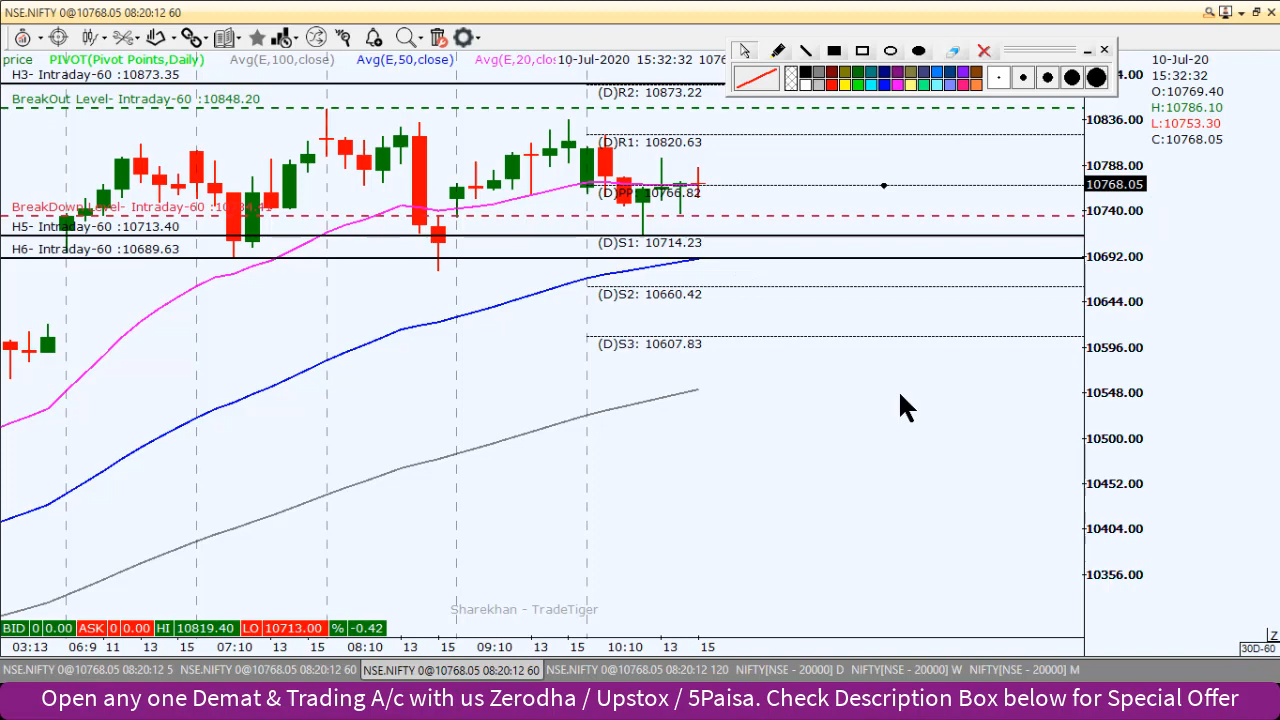 NSE.NIFTY 0@10768.05 08:20:12 60
price PIVOT(Pivot Points,Daily) Avg(E,100,close) Avg(E,50,close) Avg(E,20,clos 10-Jul-2020 15:32:32 1076
10-Jul-20
15:32:32
O:10769.40
H:10786.10
L:10753.30
C:10768.05
H3- Intraday-60 :10873.35
(D)R2: 10873.22
BreakOut Level- Intraday-60 :10848.20
(D)R1: 10820.63
(D)PP: 10766.82
BreakDown Level- Intraday-60
H5- Intraday-60 :10713.40
(D)S1: 10714.23
H6- Intraday-60 :10689.63
(D)S2: 10660.42
(D)S3: 10607.83
4.00
10836.00
10788.00
10768.05
10740.00
10692.00
10644.00
10596.00
10548.00
10500.00
10452.00
10404.00
10356.00
Sharekhan - TradeTiger
BID 0 0.00 ASK 0 0.00 HI 10819.40 LO 10713.00 % -0.42
03:13 06:9 11 13 15 07:10 13 15 08:10 13 15 09:10 13 15 10:10 13 15
Z
30D-60
NSE.NIFTY 0@10768.05 08:20:12 5 NSE.NIFTY 0@10768.05 08:20:12 60 NSE.NIFTY 0@10768.05 08:20:12 60 NSE.NIFTY 0@10768.05 08:20:12 120 NIFTY[NSE - 20000] D NIFTY[NSE - 20000] W NIFTY[NSE - 20000] M
Open any one Demat & Trading A/c with us Zerodha / Upstox / 5Paisa. Check Description Box below for Special Offer